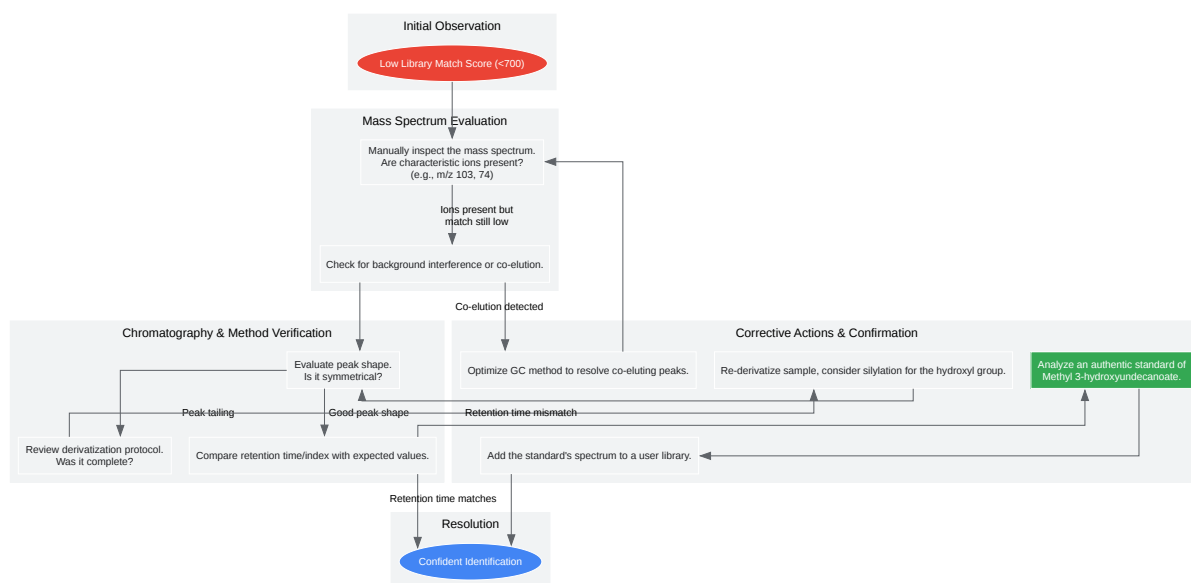 Initial Observation
Low Library Match Score (<700)
Mass Spectrum Evaluation
Manually inspect the mass spectrum.
Are characteristic ions present?
(e.g., m/z 103, 74)
Ions present but
match still low
Check for background interference or co-elution.
Co-elution detected
Chromatography & Method Verification
Corrective Actions & Confirmation
Evaluate peak shape.
Is it symmetrical?
Optimize GC method to resolve co-eluting peaks.
Re-derivatize sample, consider silylation for the hydroxyl group.
Analyze an authentic standard of
Methyl 3-hydroxyundecanoate.
Peak tailing
Good peak shape
Retention time mismatch
Review derivatization protocol.
Was it complete?
Compare retention time/index with expected values.
Add the standard's spectrum to a user library.
Retention time matches
Resolution
Confident Identification